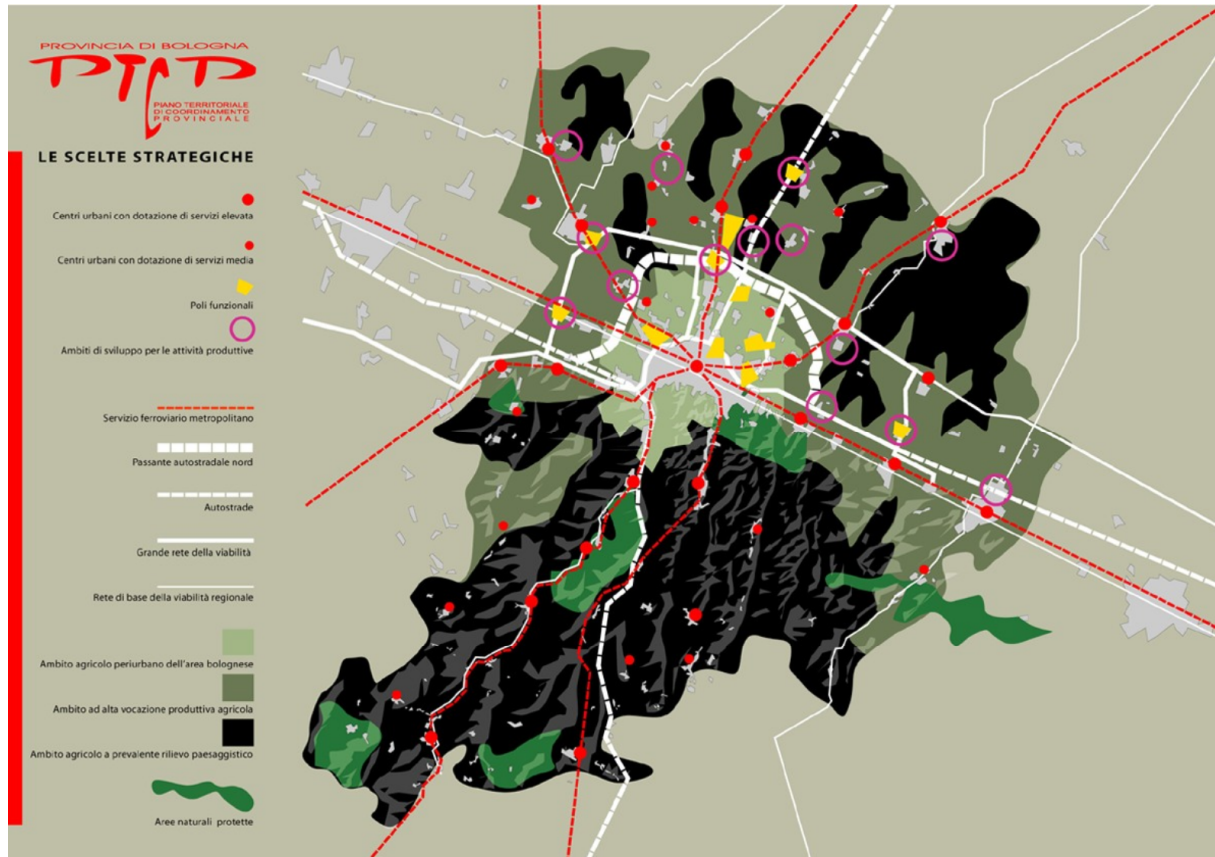 PROVINCIA DI BOLOGNA
PTCP
PIANO TERRITORIALE
DI COORDINAMENTO
PROVINCIALE
LE SCELTE STRATEGICHE
Centri urbani con dotazione di servizi elevata
Centri urbani con dotazione di servizi media
Poli funzionali
Ambiti di sviluppo per le attività produttive
Servizio ferroviario metropolitano
Passante autostradale nord
Autostrade
Grande rete della viabilità
Rete di base della viabilità regionale
Ambito agricolo periurbano dell'area bolognese
Ambito ad alta vocazione produttiva agricola
Ambito agricolo a prevalente rilievo paesaggistico
Aree naturali protette